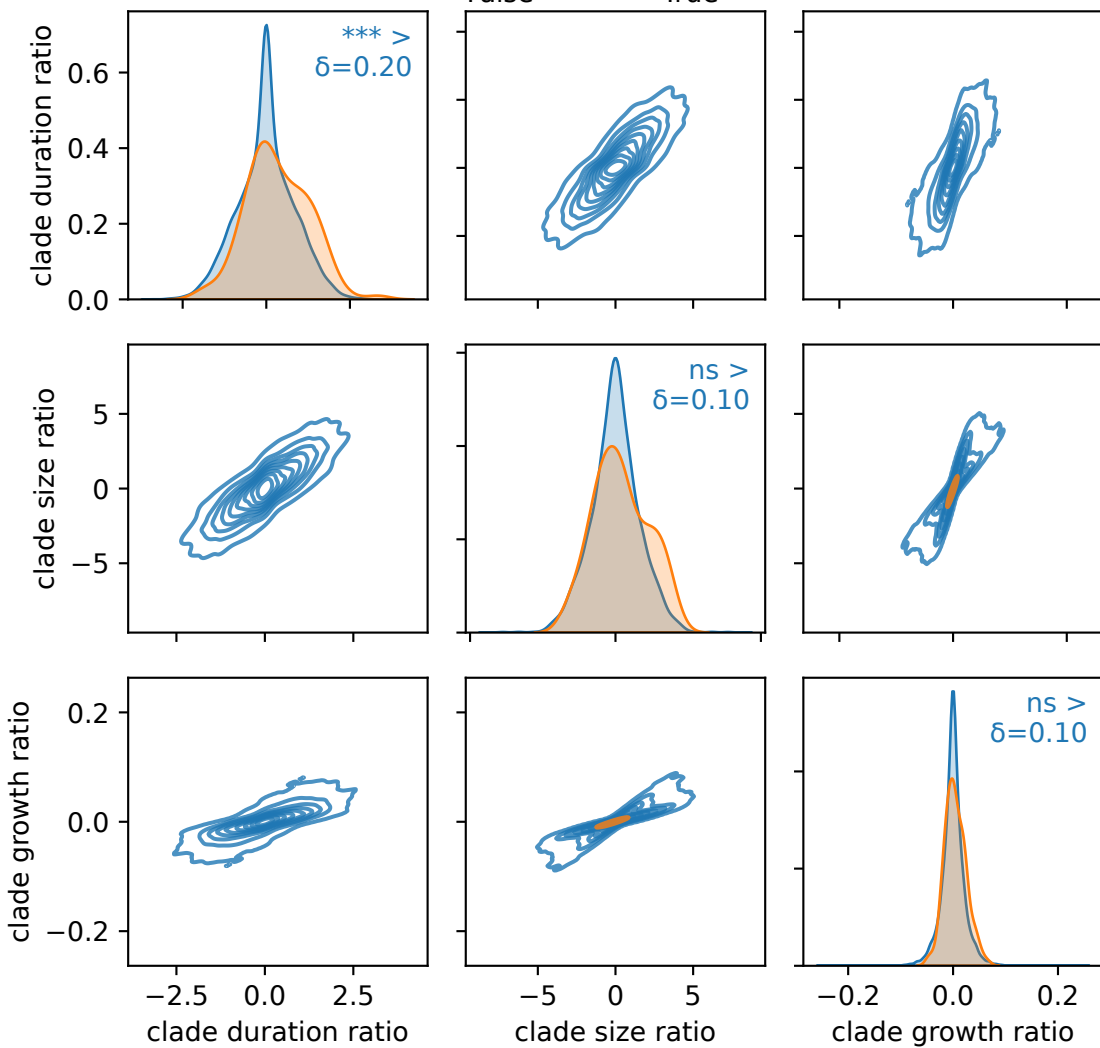 clade duration ratio
0.6
0.4
0.2
0.0
*** >
δ=0.20
clade size ratio
5
0
−5
ns >
δ=0.10
clade growth ratio
0.2
0.0
−0.2
ns >
δ=0.10
−2.5 0.0 2.5
−5 0 5
−0.2 0.0 0.2
clade duration ratio
clade size ratio
clade growth ratio